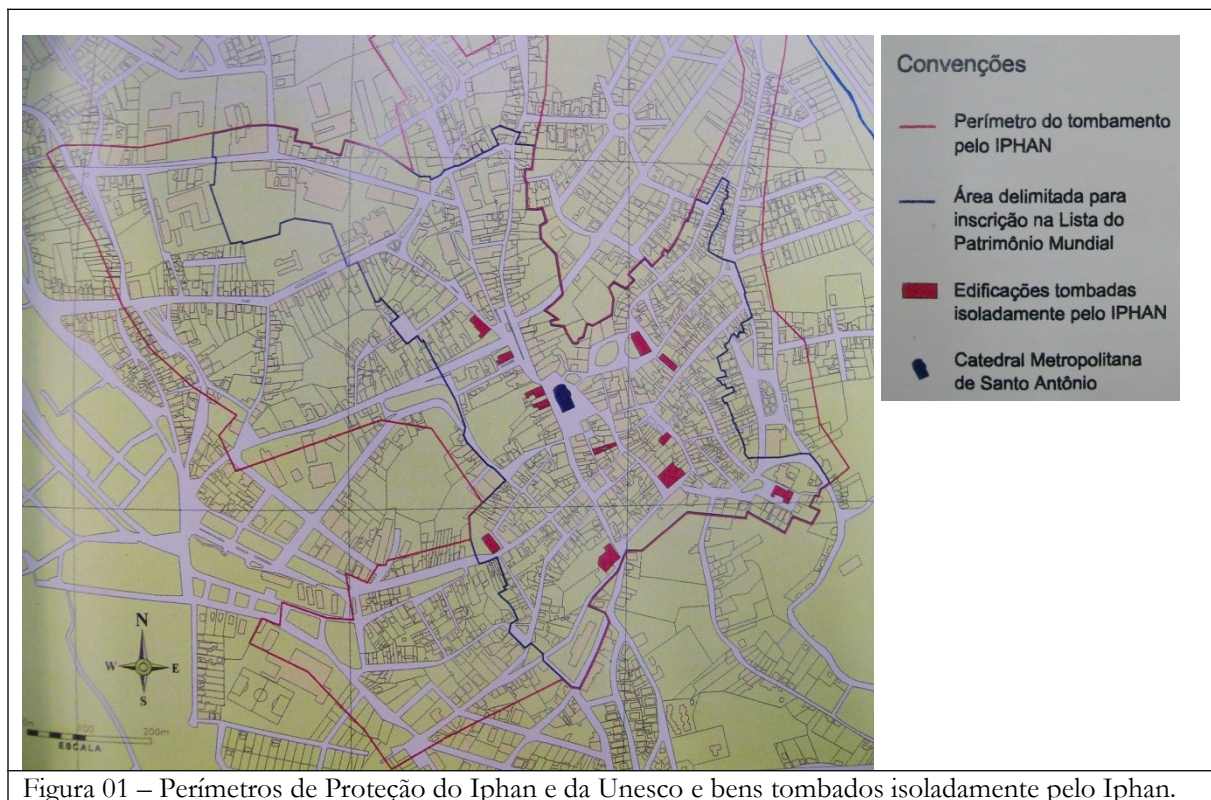 Convenções
Perímetro do tombamento
pelo IPHAN
Área delimitada para
inscrição na Lista do
Patrimônio Mundial
Edificações tombadas
isoladamente pelo IPHAN
Catedral Metropolitana
de Santo Antônio
N
W E
S
100 200m
ESCALA
Figura 01 – Perímetros de Proteção do Iphan e da Unesco e bens tombados isoladamente pelo Iphan.